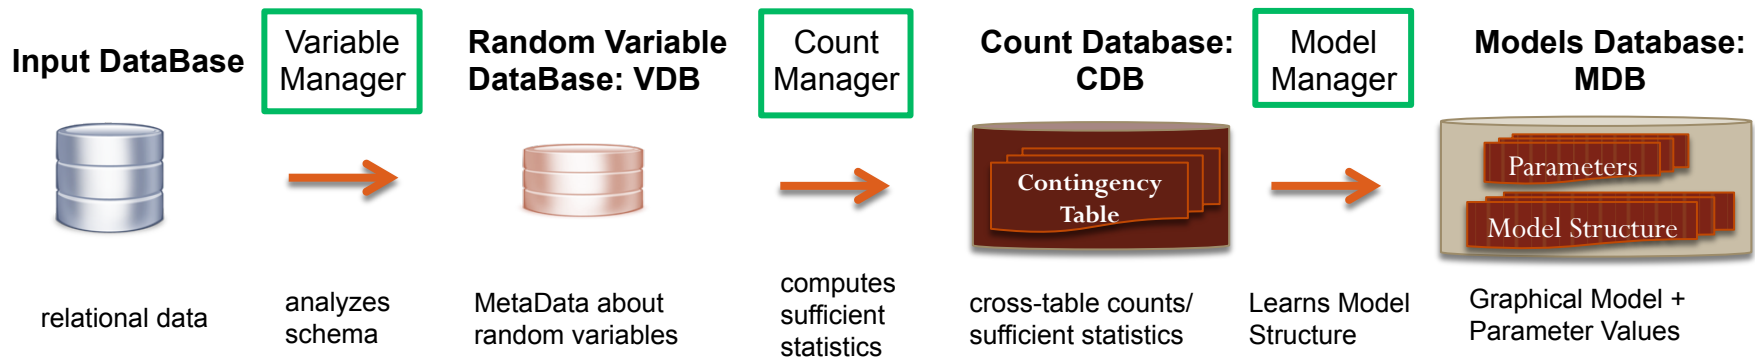 Input DataBase
Variable
Manager
Random Variable
DataBase: VDB
Count
Manager
Count Database:
CDB
Model
Manager
Models Database:
MDB
Contingency
Table
Parameters
Model Structure
relational data
analyzes
schema
MetaData about
random variables
computes
sufficient
statistics
cross-table counts/
sufficient statistics
Learns Model
Structure
Graphical Model +
Parameter Values